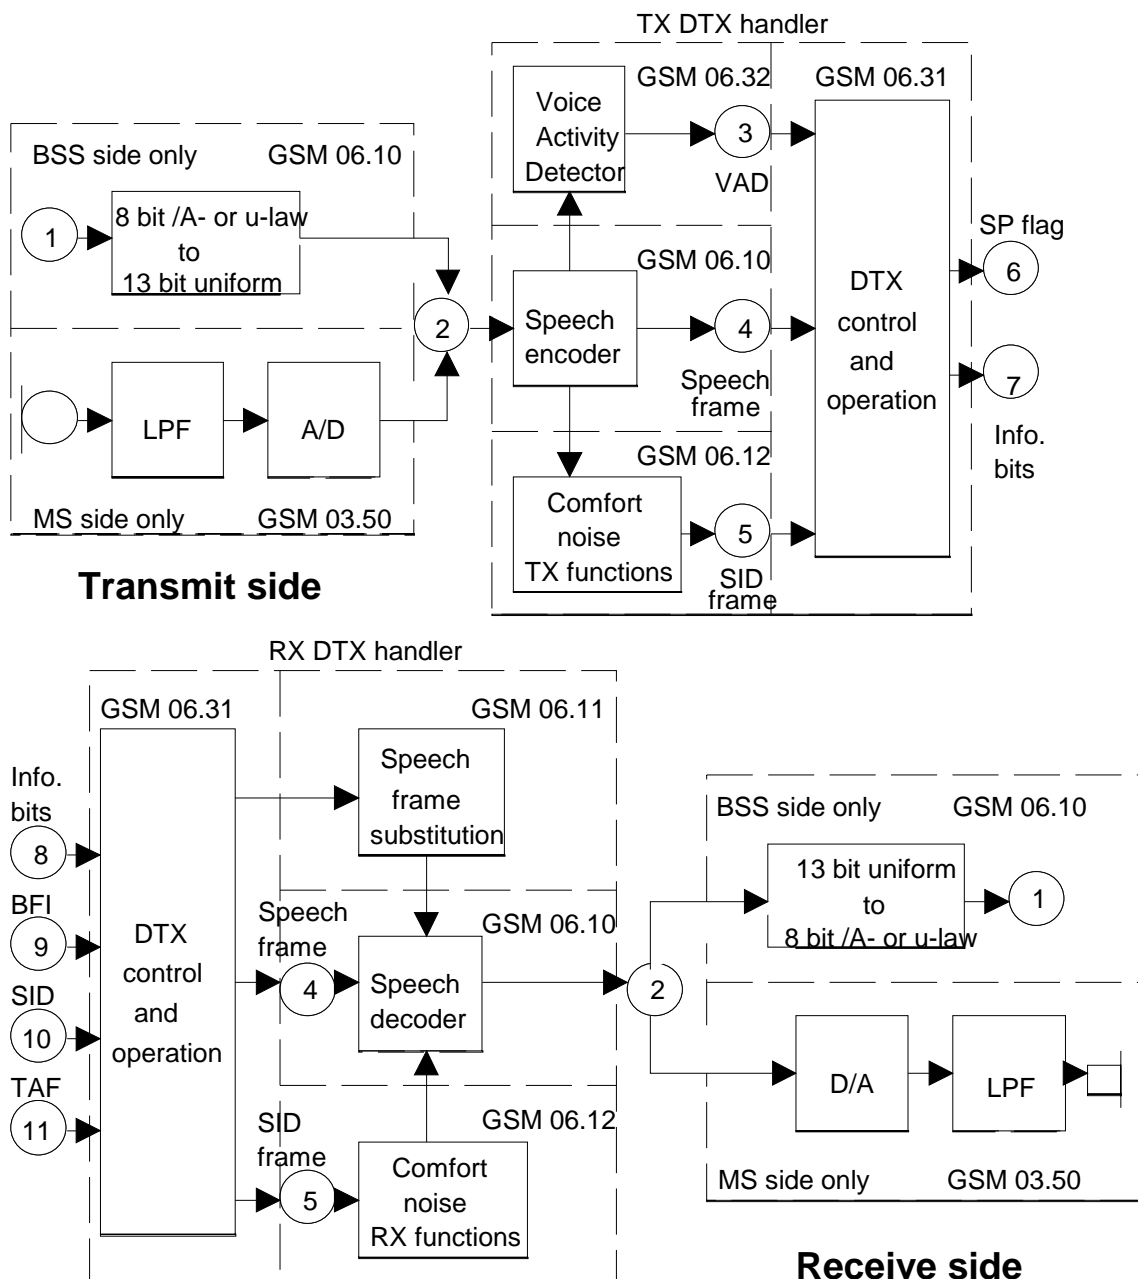 TX DTX handler
GSM 06.32
GSM 06.31
Voice
Activity
Detector
3
VAD
BSS side only
GSM 06.10
1
8 bit /A- or u-law
to
13 bit uniform
2
GSM 06.10
Speech
encoder
4
Speech
frame
DTX
control
and
operation
SP flag
6
7
Info.
bits
LPF
A/D
MS side only
GSM 03.50
GSM 06.12
Comfort
noise
TX functions
5
SID
frame
Transmit side
RX DTX handler
GSM 06.31
GSM 06.11
Info.
bits
8
BFI
9
SID
10
TAF
11
DTX
control
and
operation
Speech
frame
substitution
Speech
frame
4
GSM 06.10
Speech
decoder
SID
frame
5
GSM 06.12
Comfort
noise
RX functions
2
BSS side only
GSM 06.10
13 bit uniform
to
8 bit /A- or u-law
1
D/A
LPF
MS side only
GSM 03.50
Receive side